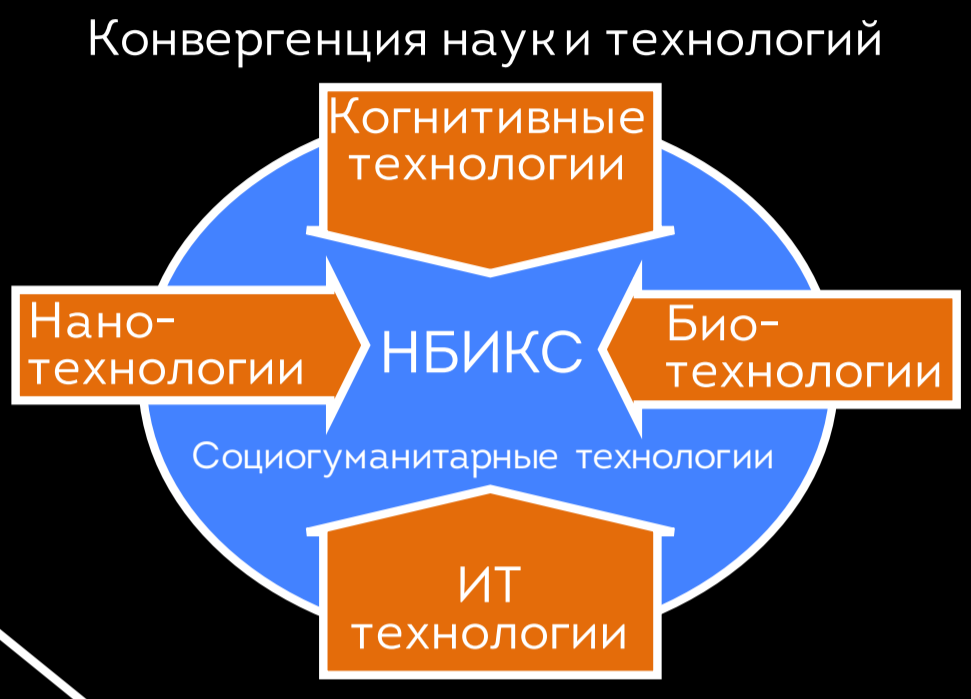 Конвергенция наук и технологий
Когнитивные
технологии
Нано-
технологии
НБИКС
Био-
технологии
Социогуманитарные технологии
ИТ
технологии